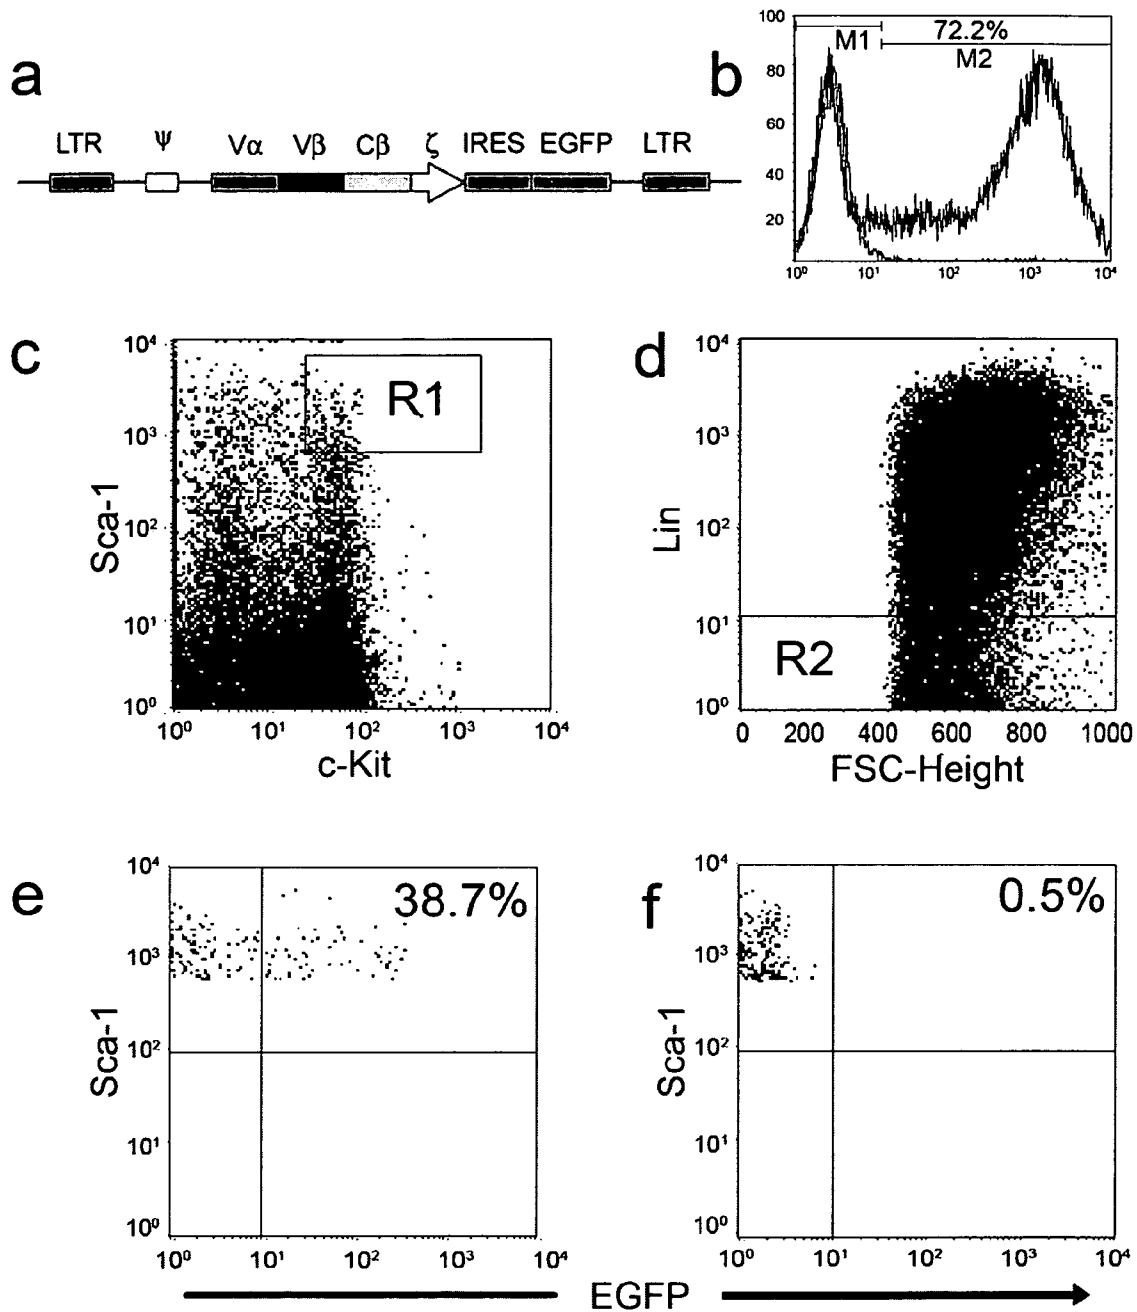 a
LTR ψ Vα Vβ Cβ ζ IRES EGFP LTR
b
100
80
60
40
20
M1
72.2%
M2
10⁰ 10¹ 10² 10³ 10⁴
c
Sca-1
10⁴
10³
10²
10¹
10⁰
R1
10⁰ 10¹ 10² 10³ 10⁴
c-Kit
d
Lin
10⁴
10³
10²
10¹
10⁰
R2
0 200 400 600 800 1000
FSC-Height
e
Sca-1
10⁴
10³
10²
10¹
10⁰
38.7%
10⁰ 10¹ 10² 10³ 10⁴
f
Sca-1
10⁴
10³
10²
10¹
10⁰
0.5%
10⁰ 10¹ 10² 10³ 10⁴
EGFP